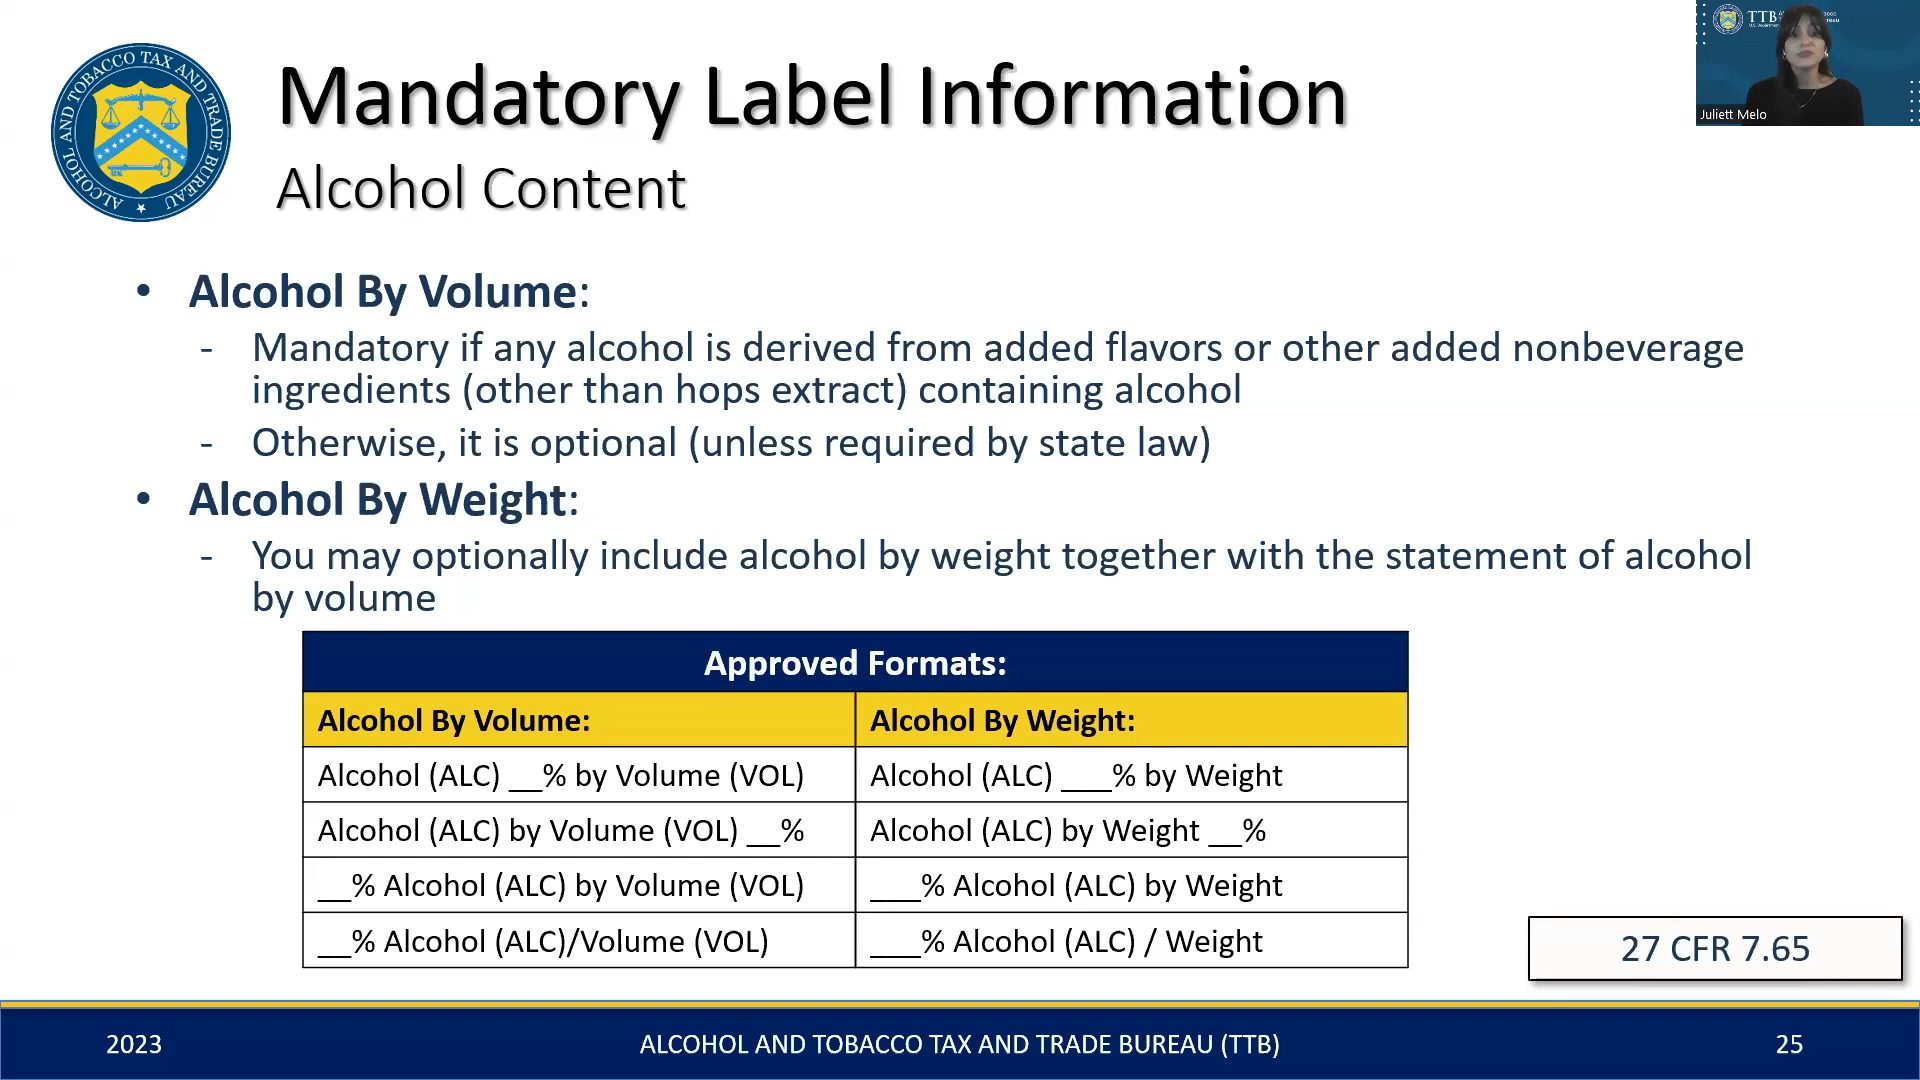 ALCOHOL AND TOBACCO TAX AND TRADE BUREAU
Mandatory Label Information
Alcohol Content
TTB
Juliett Melo
• Alcohol By Volume:
- Mandatory if any alcohol is derived from added flavors or other added nonbeverage
ingredients (other than hops extract) containing alcohol
- Otherwise, it is optional (unless required by state law)
• Alcohol By Weight:
- You may optionally include alcohol by weight together with the statement of alcohol
by volume
Approved Formats:
Alcohol By Volume: Alcohol By Weight:
Alcohol (ALC) __% by Volume (VOL) Alcohol (ALC) ___% by Weight
Alcohol (ALC) by Volume (VOL) __% Alcohol (ALC) by Weight __%
__% Alcohol (ALC) by Volume (VOL) ___% Alcohol (ALC) by Weight
__% Alcohol (ALC)/Volume (VOL) ___% Alcohol (ALC) / Weight
27 CFR 7.65
2023 ALCOHOL AND TOBACCO TAX AND TRADE BUREAU (TTB) 25